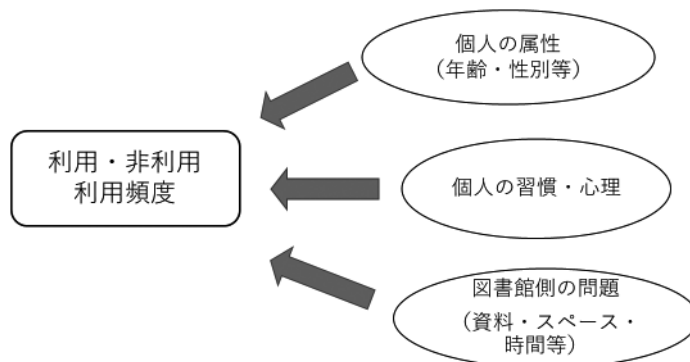 個人の属性
（年齢・性別等）
利用・非利用
利用頻度
個人の習慣・心理
図書館側の問題
（資料・スペース・
時間等）